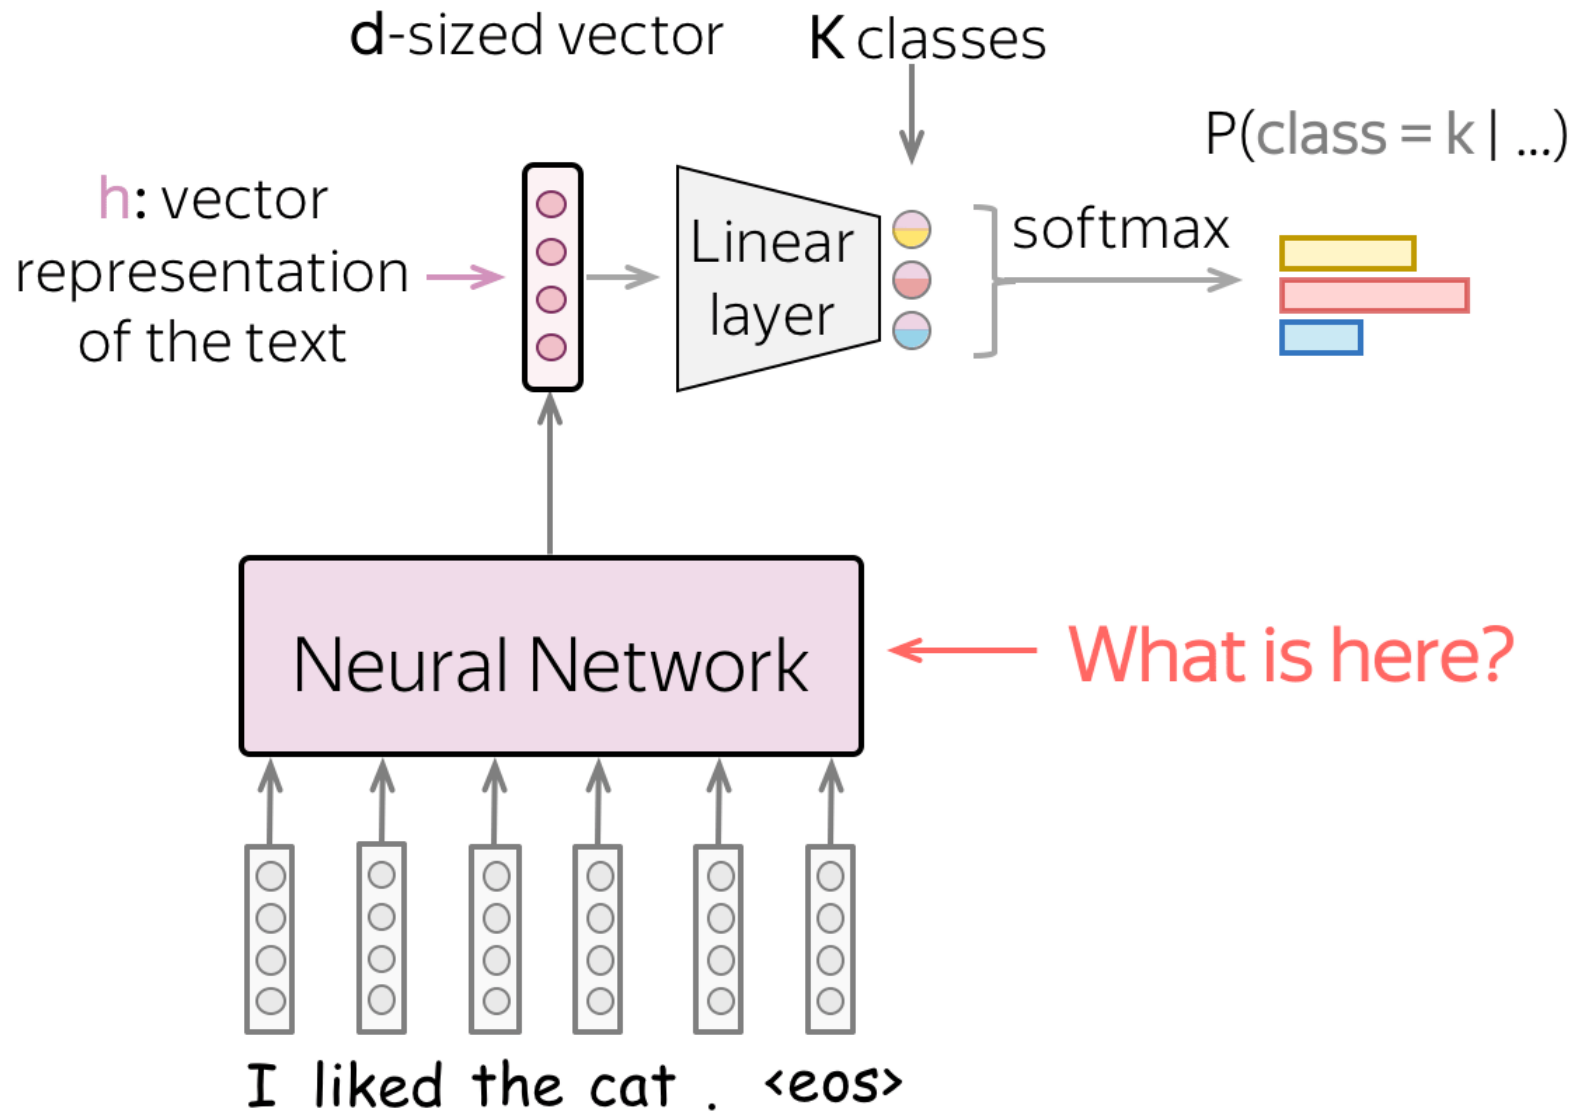 d-sized vector
K classes
P(class = k | ...)
h: vector
representation
of the text
Linear
layer
softmax
Neural Network
What is here?
I liked the cat . <eos>